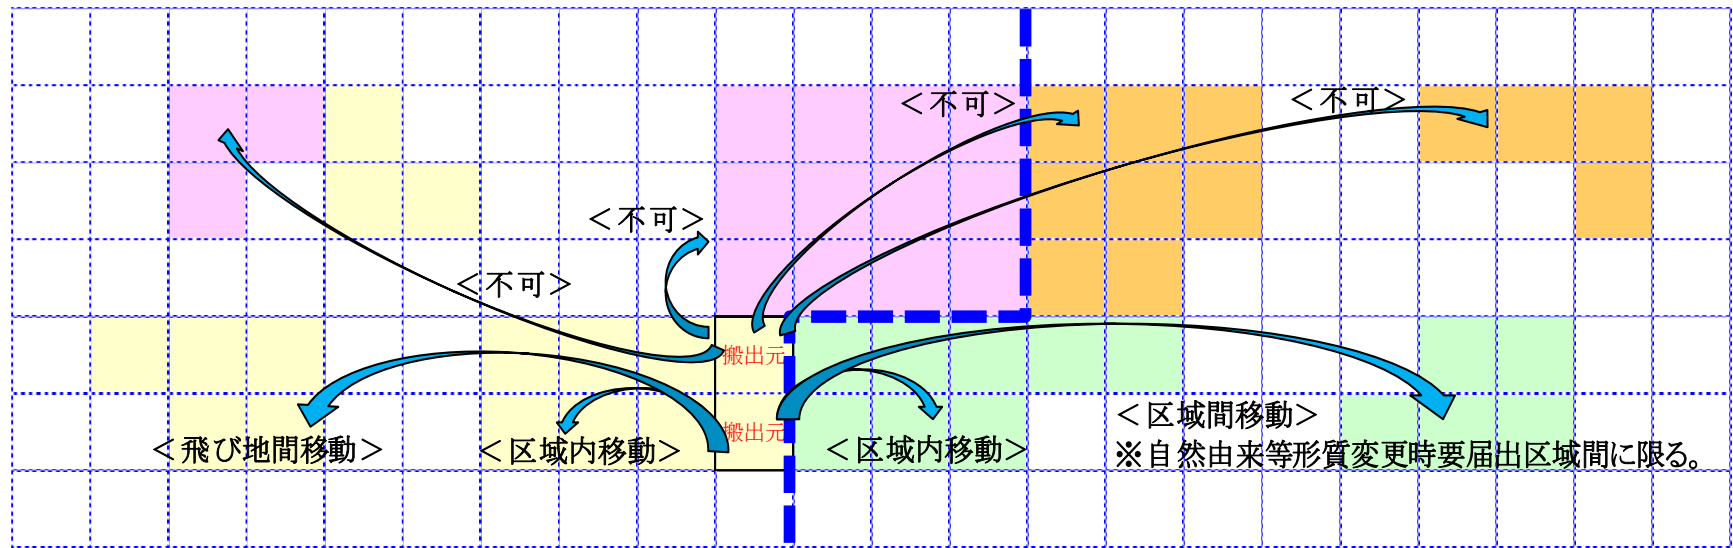 ＜不可＞
＜不可＞
＜不可＞
＜不可＞
搬出元
搬出元
＜飛び地間移動＞
＜区域内移動＞
＜区域内移動＞
＜区域間移動＞
※自然由来等形質変更時要届出区域間に限る。